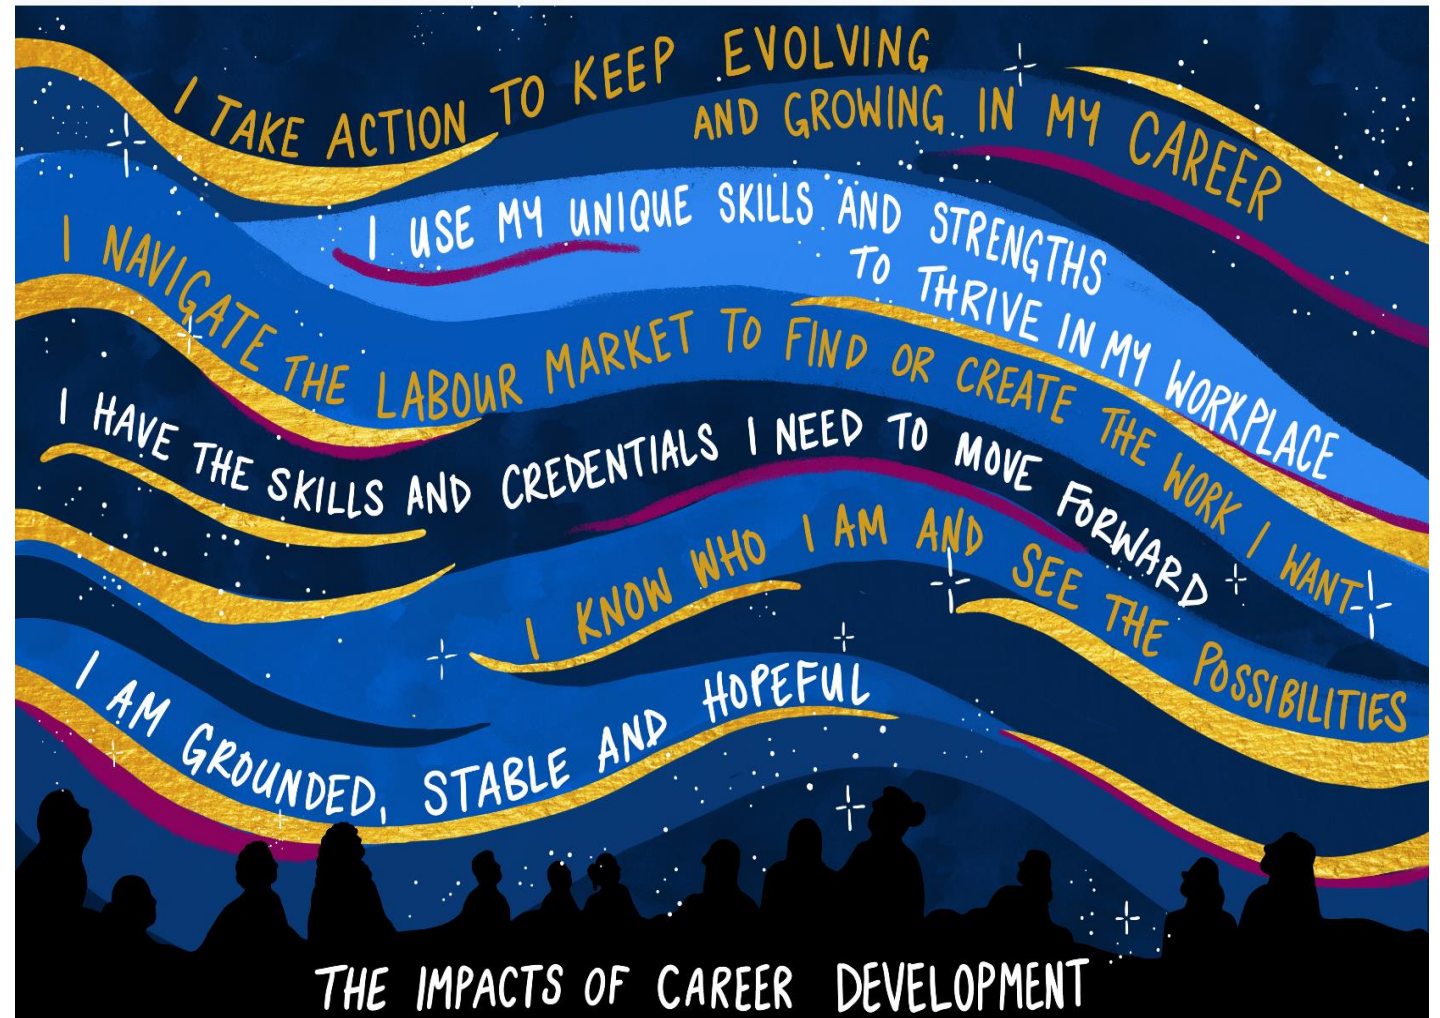 I TAKE ACTION TO KEEP EVOLVING
AND GROWING IN MY CAREER
I USE MY UNIQUE SKILLS AND STRENGTHS
TO THRIVE IN MY WORKPLACE
I NAVIGATE THE LABOUR MARKET TO FIND OR CREATE THE WORK I WANT
I HAVE THE SKILLS AND CREDENTIALS I NEED TO MOVE FORWARD
I KNOW WHO I AM AND SEE THE POSSIBILITIES
I AM GROUNDED, STABLE AND HOPEFUL
THE IMPACTS OF CAREER DEVELOPMENT